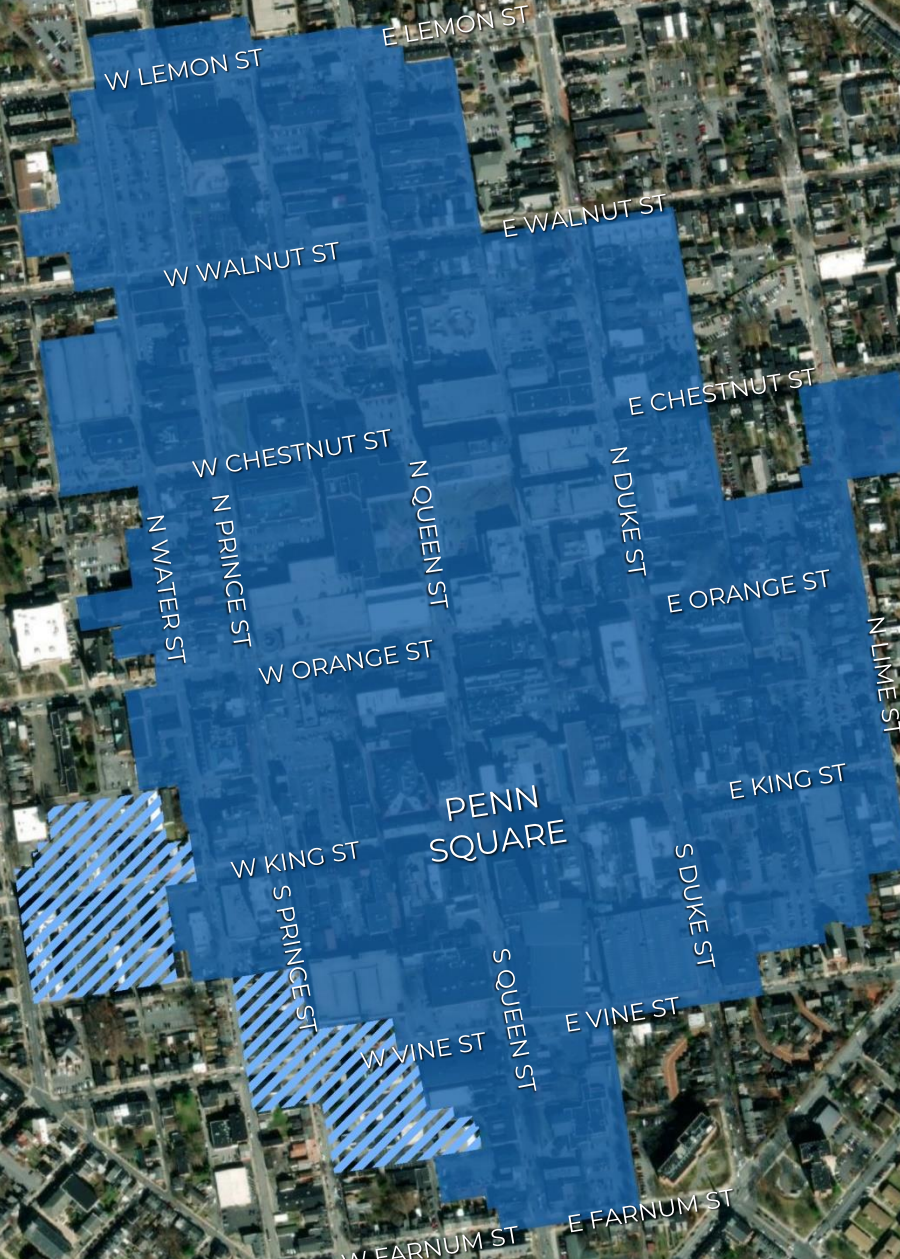 E LEMON ST
W LEMON ST
E WALNUT ST
W WALNUT ST
E CHESTNUT ST
W CHESTNUT ST
N QUEEN ST
N DUKE ST
N PRINCE ST
N WATER ST
E ORANGE ST
W ORANGE ST
N LIME ST
E KING ST
PENN
SQUARE
W KING ST
S DUKE ST
S PRINCE ST
S QUEEN ST
E VINE ST
W VINE ST
E FARNUM ST
W FARNUM ST